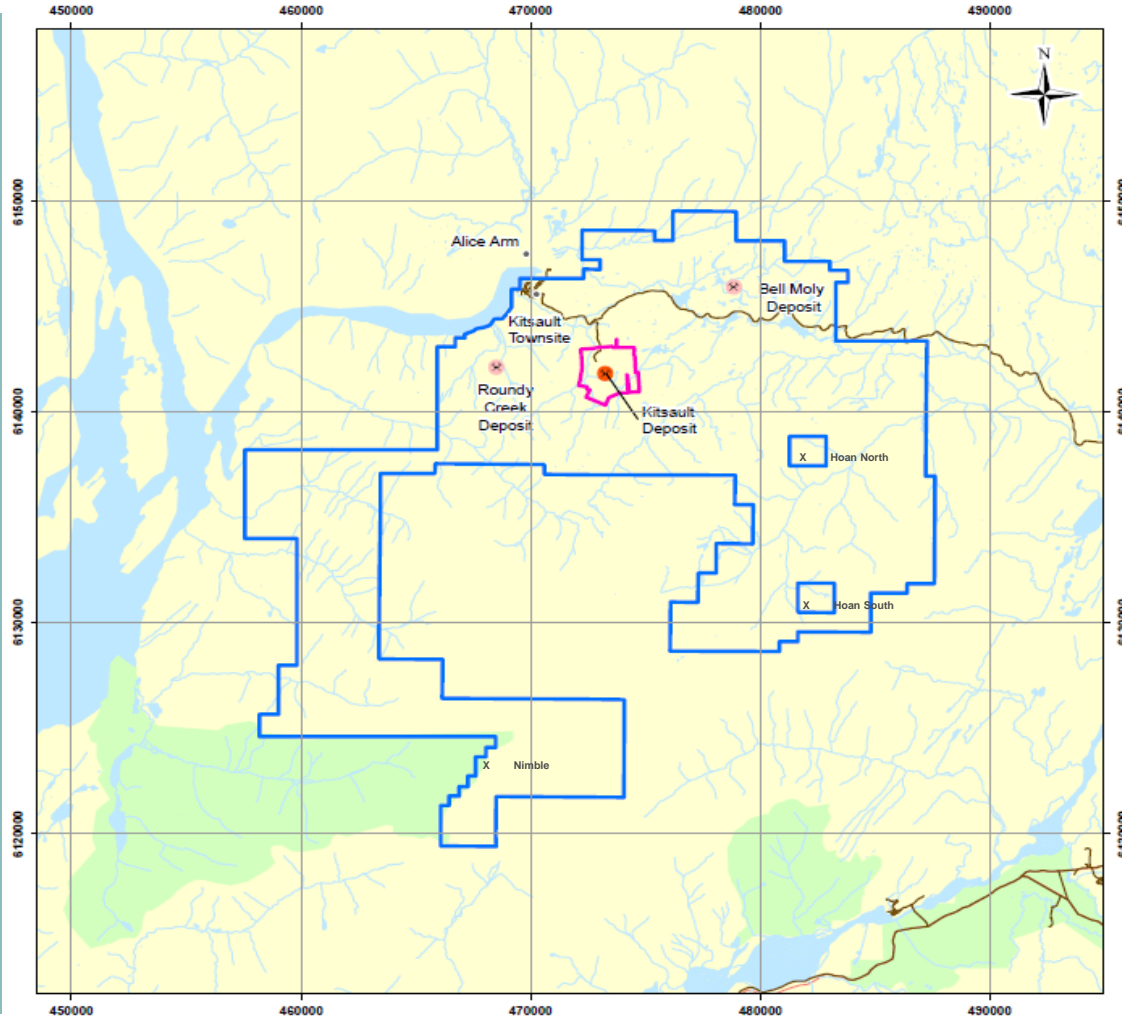 450000 460000 470000 480000 490000
N
6150000
Alice Arm
Bell Moly
Deposit
Kitsault
Townsite
Roundy
Creek
Deposit
Kitsault
Deposit
6140000
X Hoan North
X Hoan South
6130000
X Nimble
6120000
450000 460000 470000 480000 490000